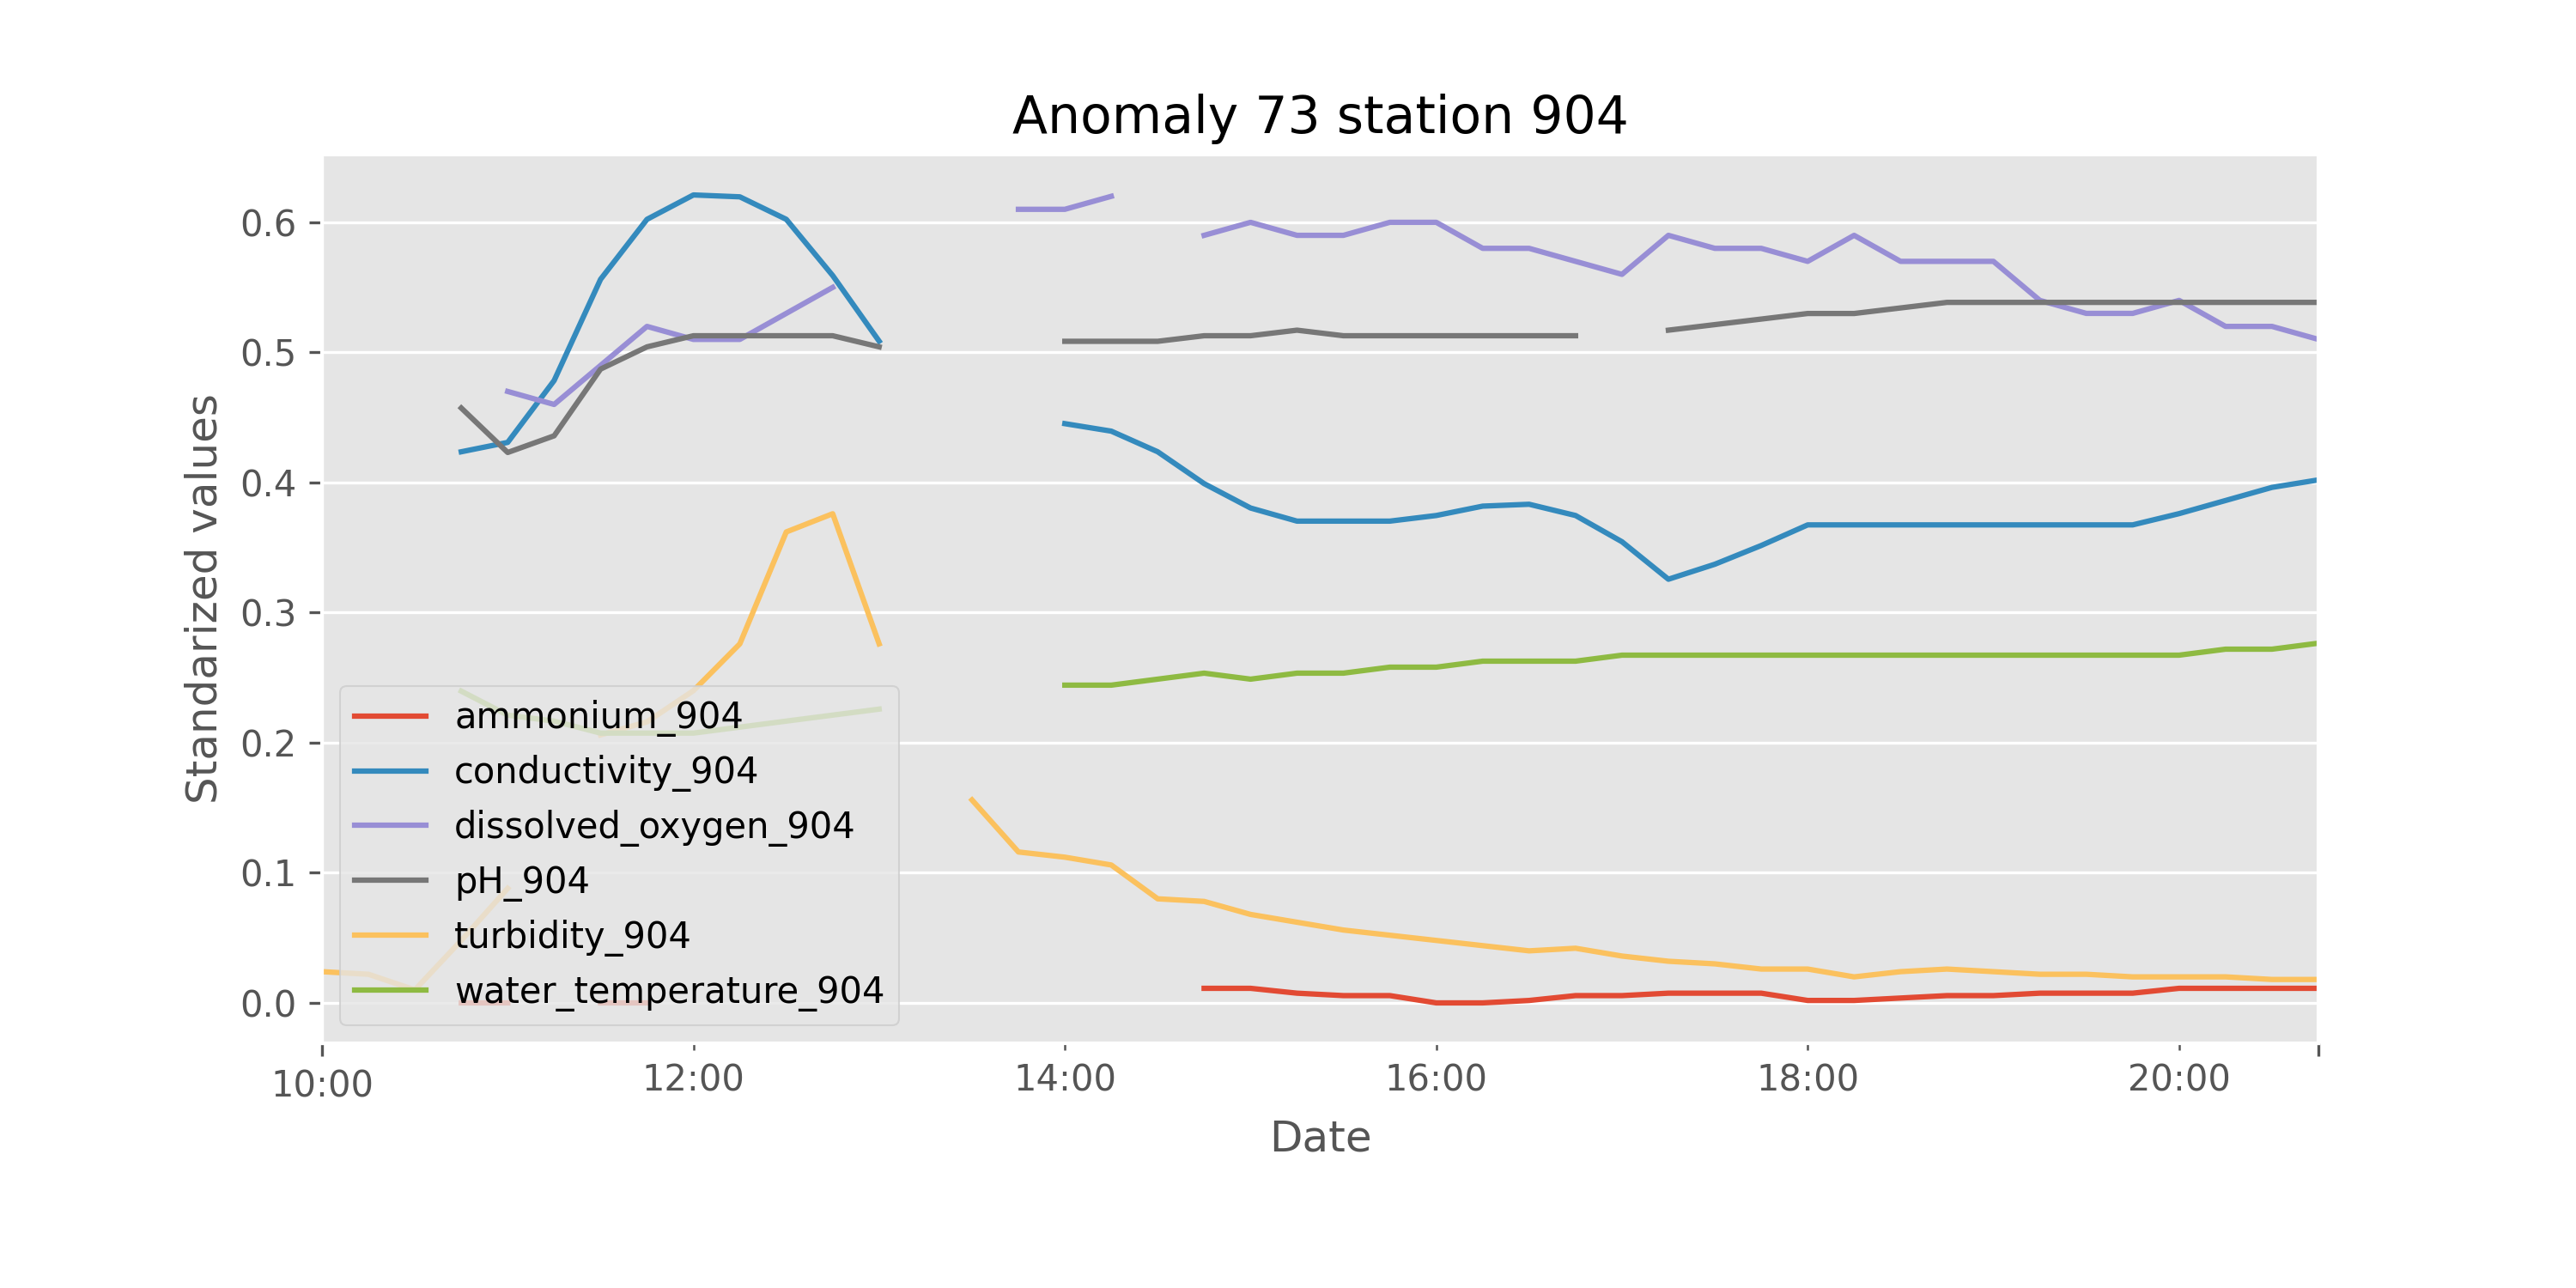 Anomaly 73 station 904
Standarized values
0.6
0.5
0.4
0.3
0.2
0.1
0.0
ammonium_904
conductivity_904
dissolved_oxygen_904
pH_904
turbidity_904
water_temperature_904
10:00 12:00 14:00 16:00 18:00 20:00
Date